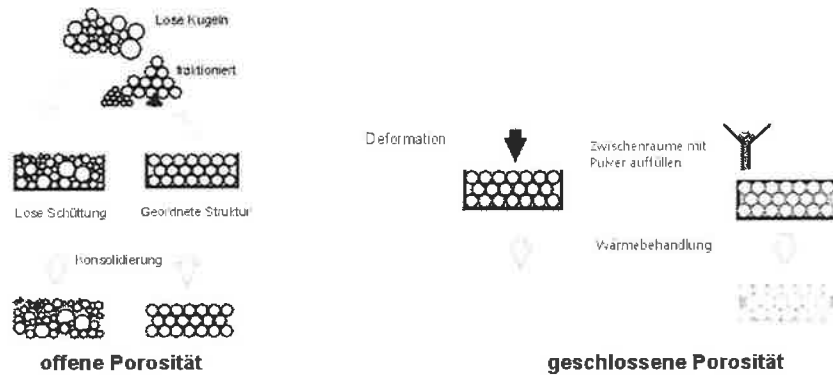 Lose Kugeln
fraktioniert
Lose Schüttung
Geordnete Struktur
Konsolidierung
offene Porosität
Deformation
Zwischenräume mit
Pulver auffüllen
Wärmebehandlung
geschlossene Porosität